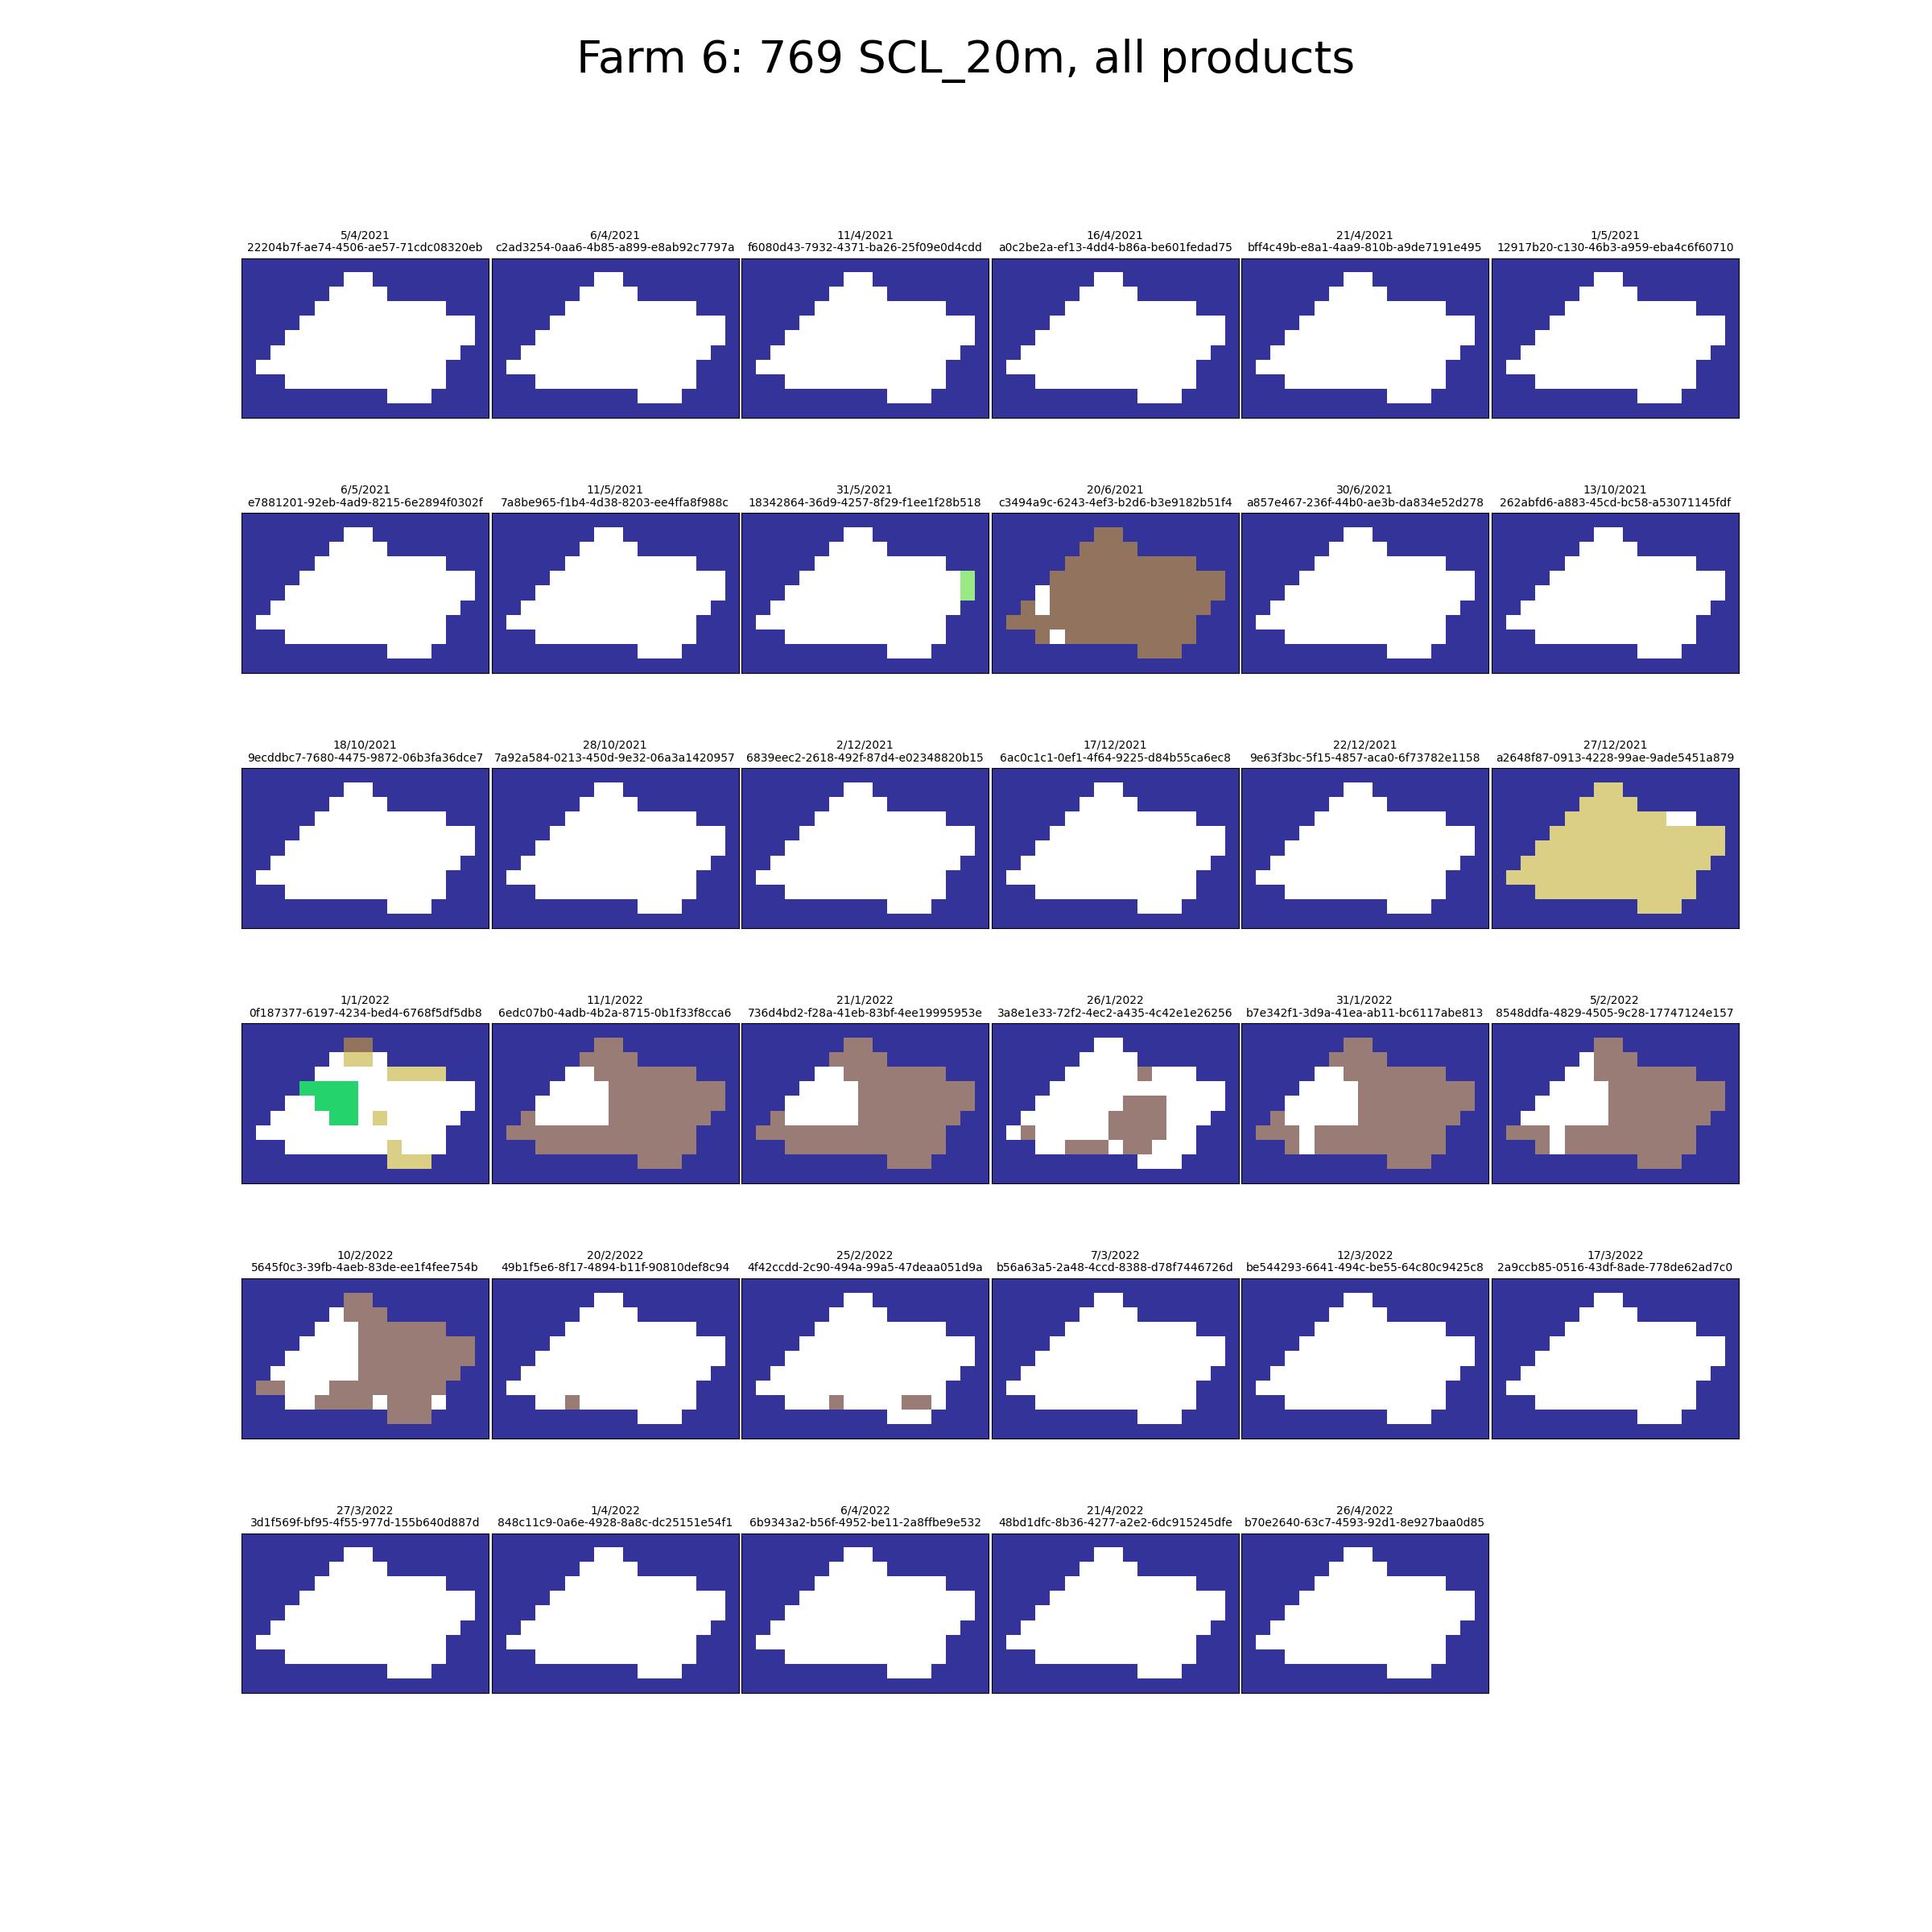 Farm 6: 769 SCL_20m, all products
5/4/2021
22204b7f-ae74-4506-ae57-71cdc08320eb
6/4/2021
c2ad3254-0aa6-4b85-a899-e8ab92c7797a
11/4/2021
f6080d43-7932-4371-ba26-25f09e0d4cdd
16/4/2021
a0c2be2a-ef13-4dd4-b86a-be601fedad75
21/4/2021
bff4c49b-e8a1-4aa9-810b-a9de7191e495
1/5/2021
12917b20-c130-46b3-a959-eba4c6f60710
6/5/2021
e7881201-92eb-4ad9-8215-6e2894f0302f
11/5/2021
7a8be965-f1b4-4d38-8203-ee4ffa8f988c
31/5/2021
18342864-36d9-4257-8f29-f1ee1f28b518
20/6/2021
c3494a9c-6243-4ef3-b2d6-b3e9182b51f4
30/6/2021
a857e467-236f-44b0-ae3b-da834e52d278
13/10/2021
262abfd6-a883-45cd-bc58-a53071145fdf
18/10/2021
9ecddbc7-7680-4475-9872-06b3fa36dce7
28/10/2021
7a92a584-0213-450d-9e32-06a3a1420957
2/12/2021
6839eec2-2618-492f-87d4-e02348820b15
17/12/2021
6ac0c1c1-0ef1-4f64-9225-d84b55ca6ec8
22/12/2021
9e63f3bc-5f15-4857-aca0-6f73782e1158
27/12/2021
a2648f87-0913-4228-99ae-9ade5451a879
1/1/2022
0f187377-6197-4234-bed4-6768f5df5db8
11/1/2022
6edc07b0-4adb-4b2a-8715-0b1f33f8cca6
21/1/2022
736d4bd2-f28a-41eb-83bf-4ee19995953e
26/1/2022
3a8e1e33-72f2-4ec2-a435-4c42e1e26256
31/1/2022
b7e342f1-3d9a-41ea-ab11-bc6117abe813
5/2/2022
8548ddfa-4829-4505-9c28-17747124e157
10/2/2022
5645f0c3-39fb-4aeb-83de-ee1f4fee754b
20/2/2022
49b1f5e6-8f17-4894-b11f-90810def8c94
25/2/2022
4f42ccdd-2c90-494a-99a5-47deaa051d9a
7/3/2022
b56a63a5-2a48-4ccd-8388-d78f7446726d
12/3/2022
be544293-6641-494c-be55-64c80c9425c8
17/3/2022
2a9ccb85-0516-43df-8ade-778de62ad7c0
27/3/2022
3d1f569f-bf95-4f55-977d-155b640d887d
1/4/2022
848c11c9-0a6e-4928-8a8c-dc25151e54f1
6/4/2022
6b9343a2-b56f-4952-be11-2a8ffbe9e532
21/4/2022
48bd1dfc-8b36-4277-a2e2-6dc915245dfe
26/4/2022
b70e2640-63c7-4593-92d1-8e927baa0d85